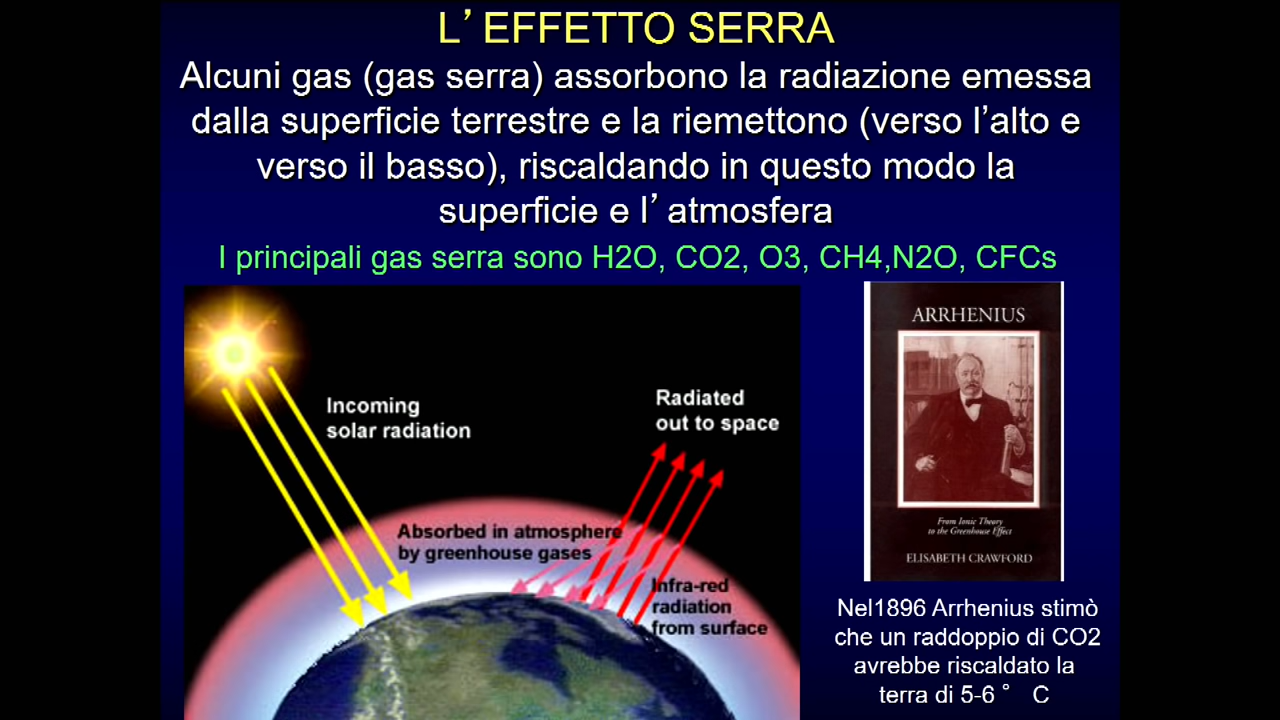 L’ EFFETTO SERRA
Alcuni gas (gas serra) assorbono la radiazione emessa
dalla superficie terrestre e la riemettono (verso l’alto e
verso il basso), riscaldando in questo modo la
superficie e l’ atmosfera
I principali gas serra sono H2O, CO2, O3, CH4,N2O, CFCs
Incoming
solar radiation
Radiated
out to space
Absorbed in atmosphere
by greenhouse gases
Infra-red
radiation
from surface
ARRHENIUS
From Ionic Theory
to the Greenhouse Effect
ELISABETH CRAWFORD
Nel1896 Arrhenius stimò
che un raddoppio di CO2
avrebbe riscaldato la
terra di 5-6 ° C